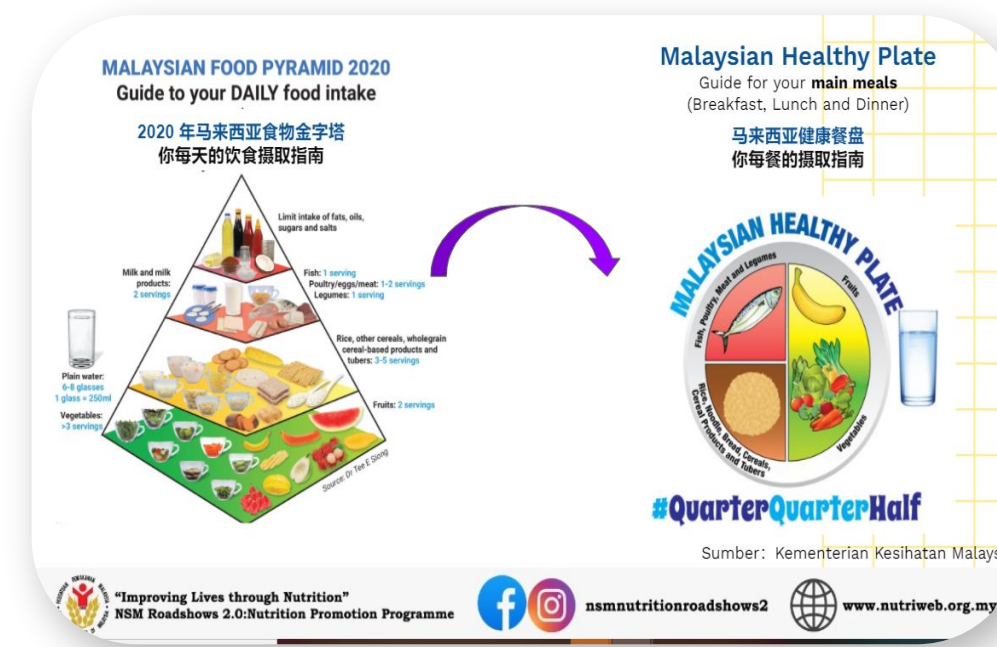 MALAYSIAN FOOD PYRAMID 2020
Guide to your DAILY food intake
2020 年马来西亚食物金字塔
你每天的饮食摄取指南
Limit intake of fats, oils,
sugars and salts
Milk and milk
products:
2 servings
Fish: 1 serving
Poultry/eggs/meat: 1-2 servings
Legumes: 1 serving
Rice, other cereals, wholegrain
cereal-based products and
tubers: 3-5 servings
Plain water:
6-8 glasses
1 glass = 250ml
Vegetables:
>3 servings
Fruits: 2 servings
Source: Dr Tee E Siong
Malaysian Healthy Plate
Guide for your main meals
(Breakfast, Lunch and Dinner)
马来西亚健康餐盘
你每餐的摄取指南
MALAYSIAN HEALTHY PLATE
Fish, Poultry, Meat and Legumes
Fruits
Rice, Noodle, Bread, Cereals,
Cereal Products and Tubers
Vegetables
#QuarterQuarterHalf
Sumber: Kementerian Kesihatan Malays
"Improving Lives through Nutrition"
NSM Roadshows 2.0:Nutrition Promotion Programme
nsmnutritionroadshows2
www.nutriweb.org.my